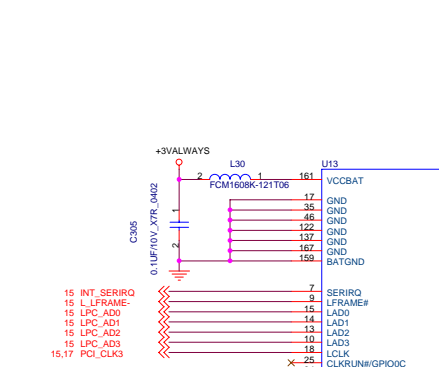 +3VALWAYS
L30
U13
2
1
161
VCCBAT
FCM1608K-121T06
17
GND
35
GND
46
GND
122
GND
137
GND
167
GND
159
BATGND
C305
1
2
0.1UF/10V_X7R_0402
15 INT_SERIRQ 7 SERIRQ
15 L_LFRAME- 9 LFRAME#
15 LPC_AD0 15 LAD0
15 LPC_AD1 14 LAD1
15 LPC_AD2 13 LAD2
15 LPC_AD3 10 LAD3
15,17 PCI_CLK3 18 LCLK
25 CLKRUN#/GPIO0C